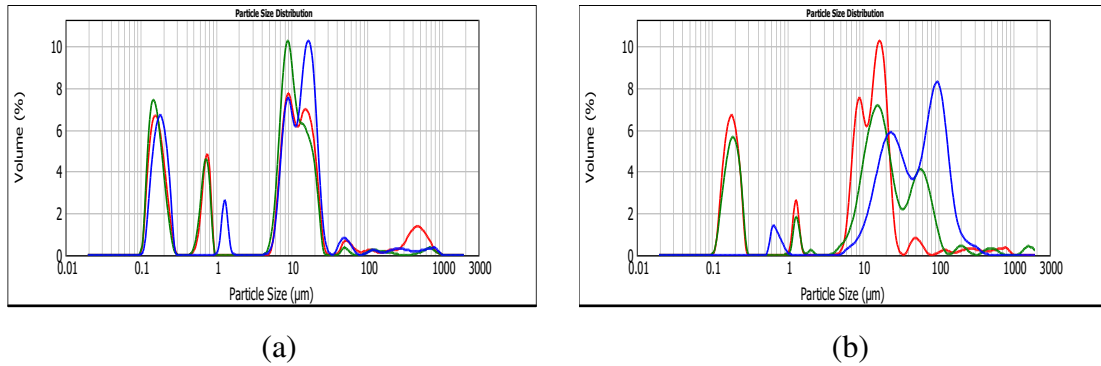 Particle Size Distribution
Volume (%)
10
8
6
4
2
0
0.01 0.1 1 10 100 1000 3000
Particle Size (µm)
(a)
Particle Size Distribution
Volume (%)
10
8
6
4
2
0
0.01 0.1 1 10 100 1000 3000
Particle Size (µm)
(b)